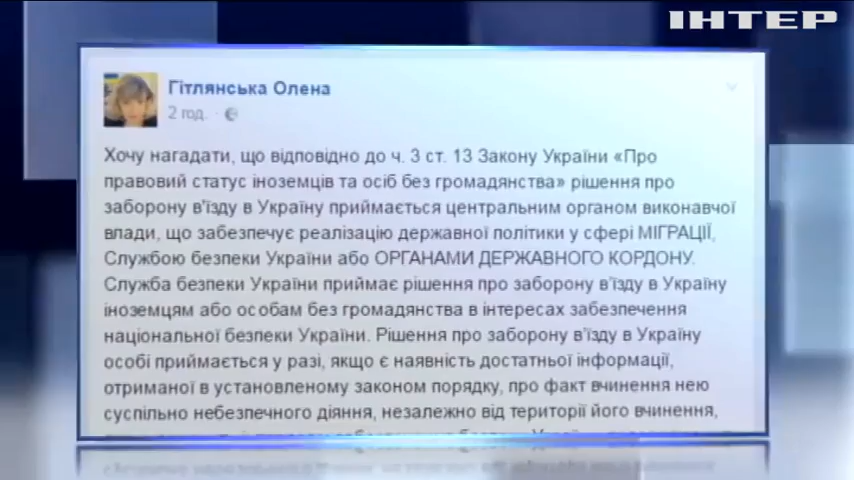 ІНТЕР
Гітлянська Олена
2 год.
Хочу нагадати, що відповідно до ч. 3 ст. 13 Закону України «Про
правовий статус іноземців та осіб без громадянства» рішення про
заборону в'їзду в Україну приймається центральним органом виконавчої
влади, що забезпечує реалізацію державної політики у сфері МІГРАЦІЇ,
Службою безпеки України або ОРГАНАМИ ДЕРЖАВНОГО КОРДОНУ.
Служба безпеки України приймає рішення про заборону в'їзду в Україну
іноземцям або особам без громадянства в інтересах забезпечення
національної безпеки України. Рішення про заборону в'їзду в Україну
особі приймається у разі, якщо є наявність достатньої інформації,
отриманої в установленому законом порядку, про факт вчинення нею
суспільно небезпечного діяння, незалежно від території його вчинення,